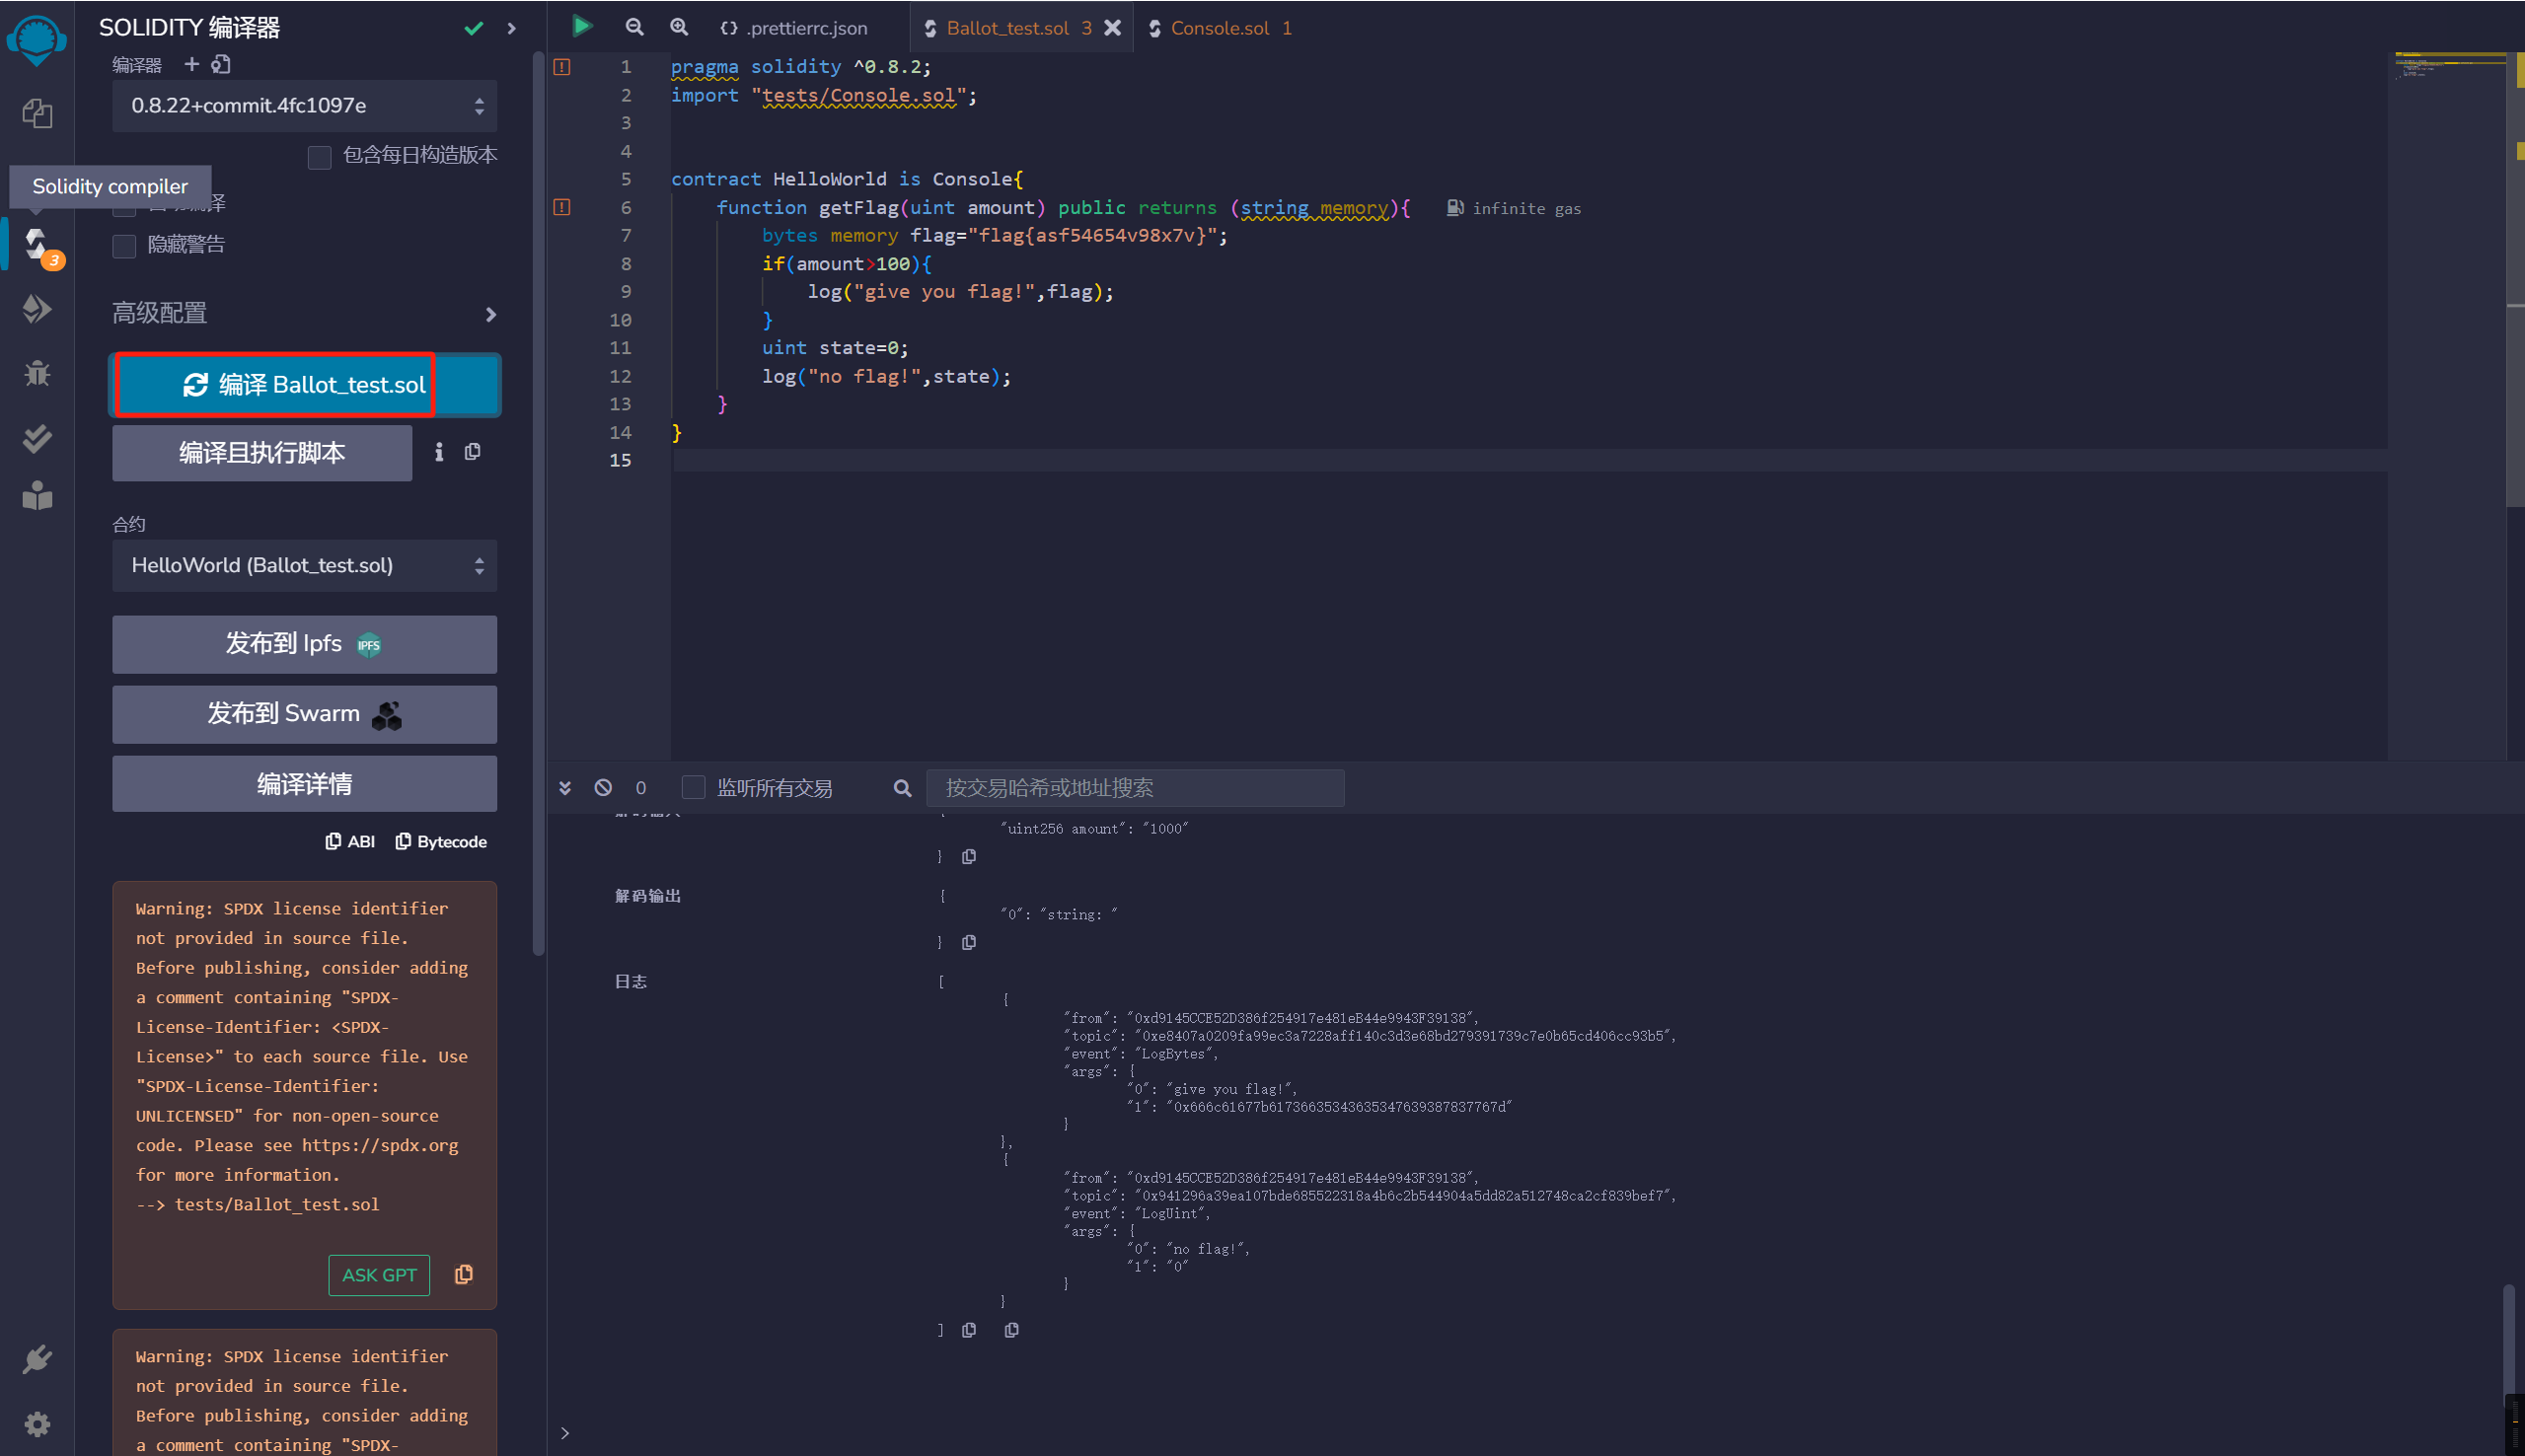 SOLIDITY 编译器
编译器
0.8.22+commit.4fc1097e
包含每日构造版本
Solidity compiler
隐藏警告
3
高级配置
编译 Ballot_test.sol
编译且执行脚本
合约
HelloWorld (Ballot_test.sol)
发布到 Ipfs
IPFS
发布到 Swarm
编译详情
ABI
Bytecode
Warning: SPDX license identifier
not provided in source file.
Before publishing, consider adding
a comment containing "SPDX-
License-Identifier: <SPDX-
License>" to each source file. Use
"SPDX-License-Identifier:
UNLICENSED" for non-open-source
code. Please see https://spdx.org
for more information.
--> tests/Ballot_test.sol
ASK GPT
Warning: SPDX license identifier
not provided in source file.
Before publishing, consider adding
a comment containing "SPDX-
{} .prettierrc.json
Ballot_test.sol 3
Console.sol 1
1 pragma solidity ^0.8.2;
2 import "tests/Console.sol";
3
4
5 contract HelloWorld is Console{
6 function getFlag(uint amount) public returns (string memory){ infinite gas
7 bytes memory flag="flag{asf54654v98x7v}";
8 if(amount>100){
9 log("give you flag!",flag);
10 }
11 uint state=0;
12 log("no flag!",state);
13 }
14 }
15
0 监听所有交易 按交易哈希或地址搜索
"uint256 amount": "1000"
}
解码输出 {
"0": "string: "
}
日志 [
{
"from": "0xd9145CCE52D386f254917e481eB44e9943F39138",
"topic": "0xe8407a0209fa99ec3a7228aff140c3d3e68bd279391739c7e0b65cd406cc93b5",
"event": "LogBytes",
"args": {
"0": "give you flag!",
"1": "0x666c61677b61736635343635347639387837767d"
}
},
{
"from": "0xd9145CCE52D386f254917e481eB44e9943F39138",
"topic": "0x941296a39ea107bde685522318a4b6c2b544904a5dd82a512748ca2cf839bef7",
"event": "LogUint",
"args": {
"0": "no flag!",
"1": "0"
}
}
]
>